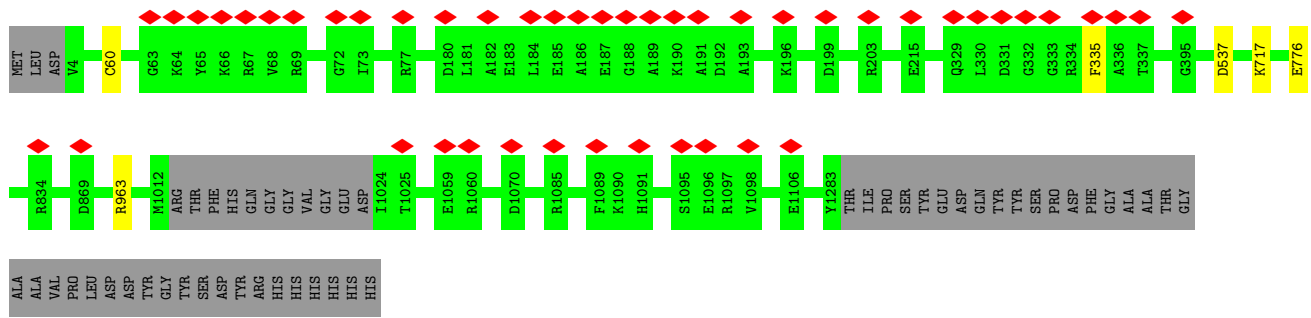 MET LEU ASP V4 C60 G63 K64 Y65 K66 R67 V68 R69 G72 I73 R77 D180 L181 A182 E183 L184 E185 A186 E187 G188 A189 K190 A191 D192 A193 K196 D199 R203 E215 Q329 L330 D331 G332 G333 R334 F335 A336 T337 G395 D537 K717 E776
R834 D869 R963 M1012 ARG THR PHE HIS GLN GLY GLY VAL GLY GLU ASP I1024 T1025 E1059 R1060 D1070 R1085 F1089 K1090 H1091 S1095 E1096 R1097 V1098 E1106 Y1283 THR ILE PRO SER TYR GLU ASP GLN TYR TYR SER PRO ASP PHE GLY ALA ALA THR GLY
ALA ALA VAL PRO LEU ASP ASP TYR GLY TYR SER ASP TYR ARG HIS HIS HIS HIS HIS HIS